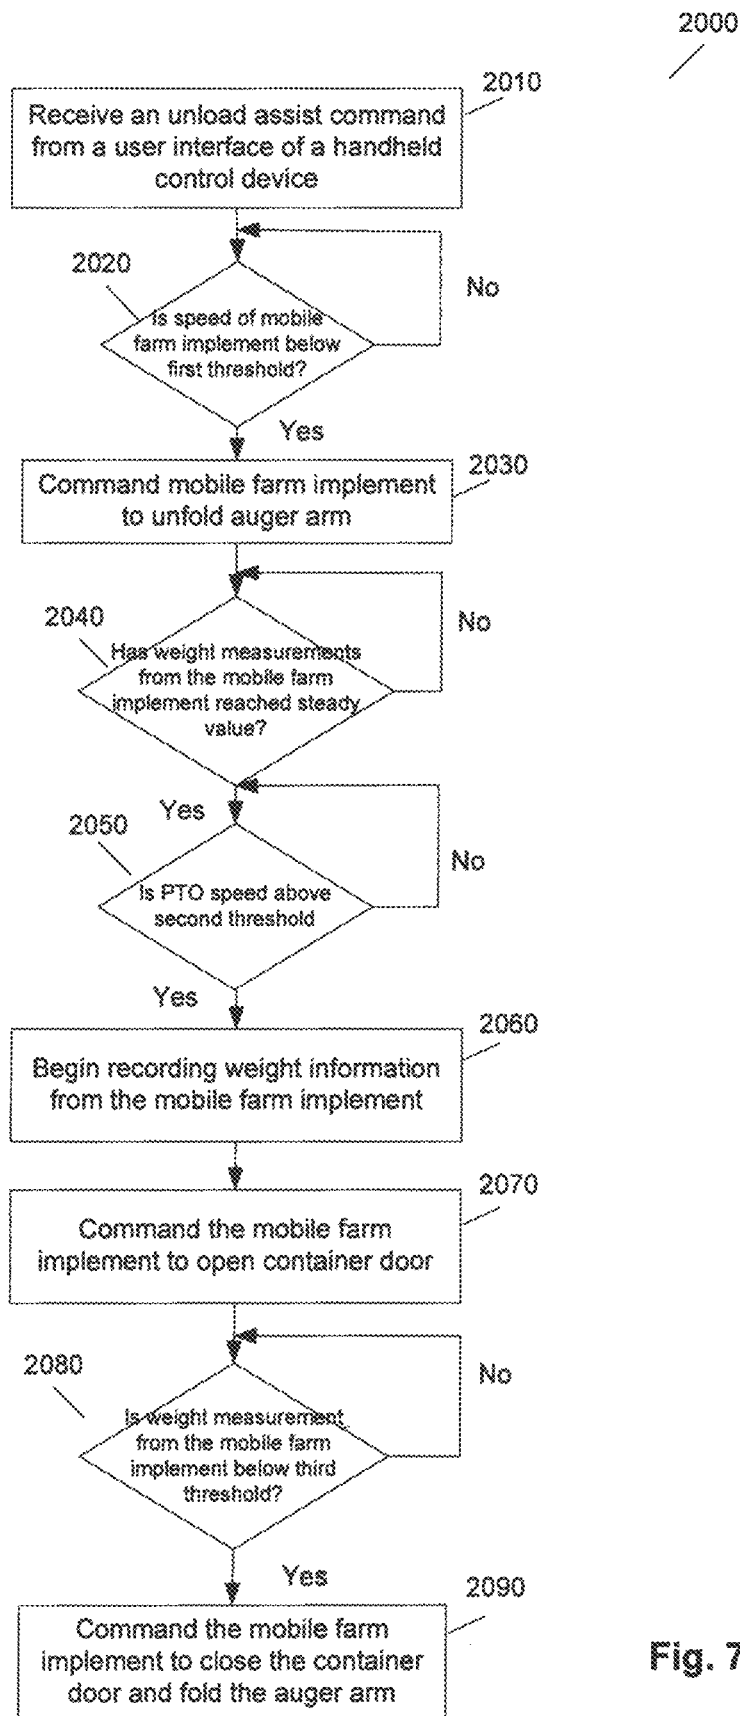 2000
2010
Receive an unload assist command
from a user interface of a handheld
control device
2020
No
Is speed of mobile
farm implement below
first threshold?
Yes
2030
Command mobile farm implement
to unfold auger arm
2040
No
Has weight measurements
from the mobile farm
implement reached steady
value?
Yes
2050
No
Is PTO speed above
second threshold
Yes
2060
Begin recording weight information
from the mobile farm implement
2070
Command the mobile farm
implement to open container door
2080
No
Is weight measurement
from the mobile farm
implement below third
threshold?
Yes
2090
Command the mobile farm
implement to close the container
door and fold the auger arm
Fig. 7